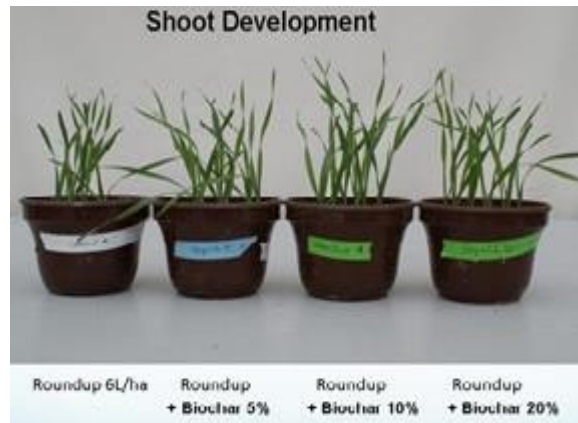 Shoot Development
Roundup 6L/ha
Roundup
+ Biochar 5%
Roundup
+ Biochar 10%
Roundup
+ Biochar 20%